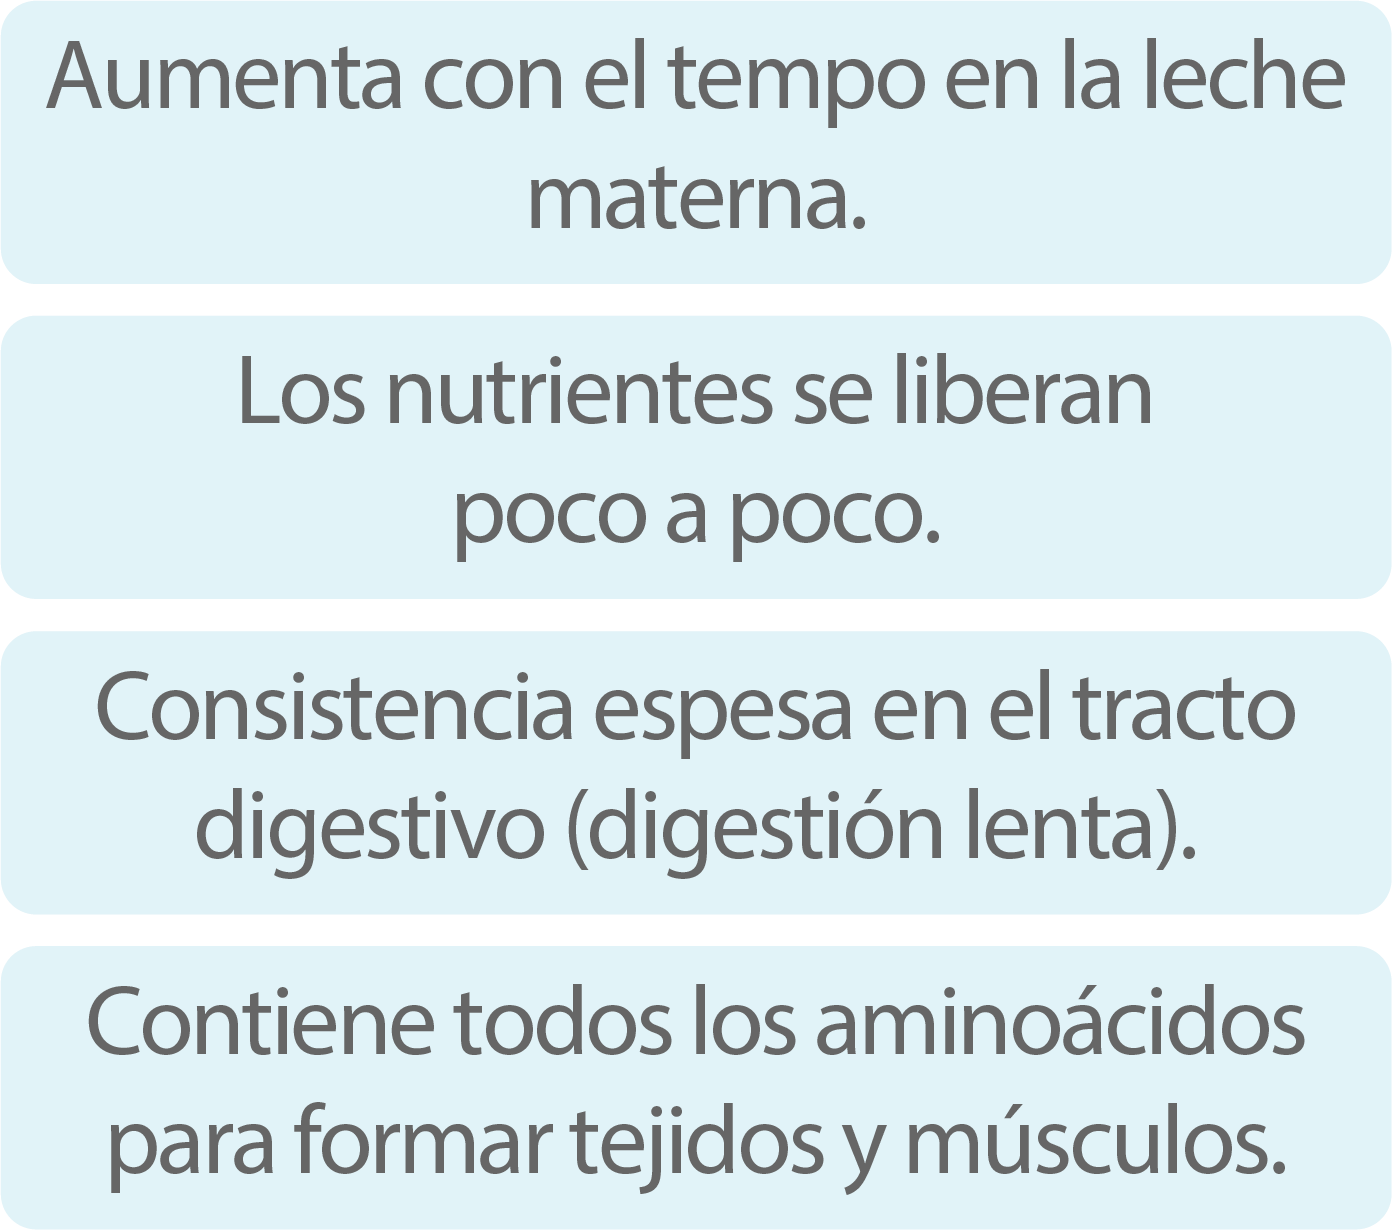 Aumenta con el tempo en la leche
materna.
Los nutrientes se liberan
poco a poco.
Consistencia espesa en el tracto
digestivo (digestión lenta).
Contiene todos los aminoácidos
para formar tejidos y músculos.